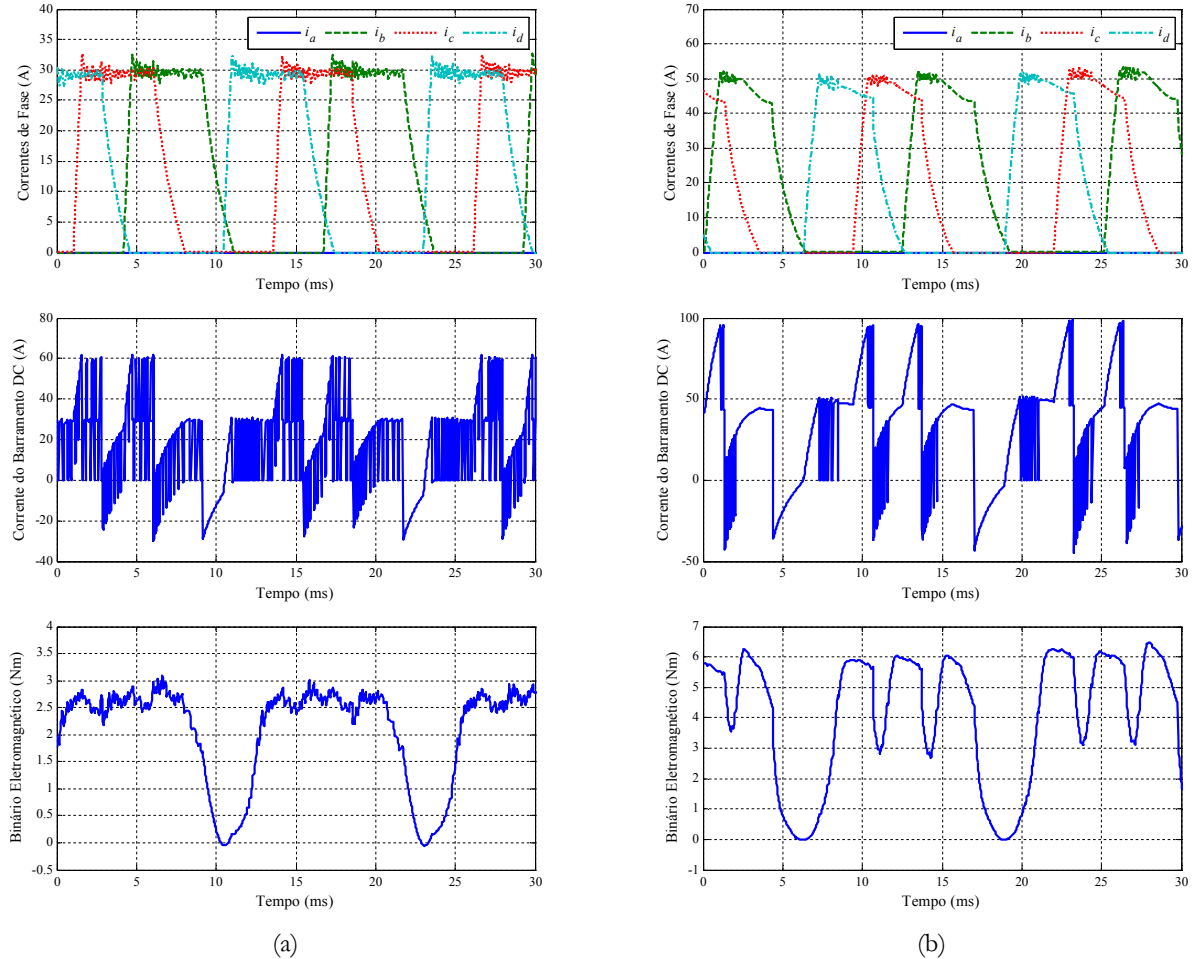 i_a i_b i_c i_d
40
35
30
25
20
15
10
5
0
Correntes de Fase (A)
0 5 10 15 20 25 30
Tempo (ms)
i_a i_b i_c i_d
70
60
50
40
30
20
10
0
Correntes de Fase (A)
0 5 10 15 20 25 30
Tempo (ms)
80
60
40
20
0
-20
-40
Corrente do Barramento DC (A)
0 5 10 15 20 25 30
Tempo (ms)
100
50
0
-50
Corrente do Barramento DC (A)
0 5 10 15 20 25 30
Tempo (ms)
4
3.5
3
2.5
2
1.5
1
0.5
0
-0.5
Binário Eletromagnético (Nm)
0 5 10 15 20 25 30
Tempo (ms)
7
6
5
4
3
2
1
0
-1
Binário Eletromagnético (Nm)
0 5 10 15 20 25 30
Tempo (ms)
(a)
(b)